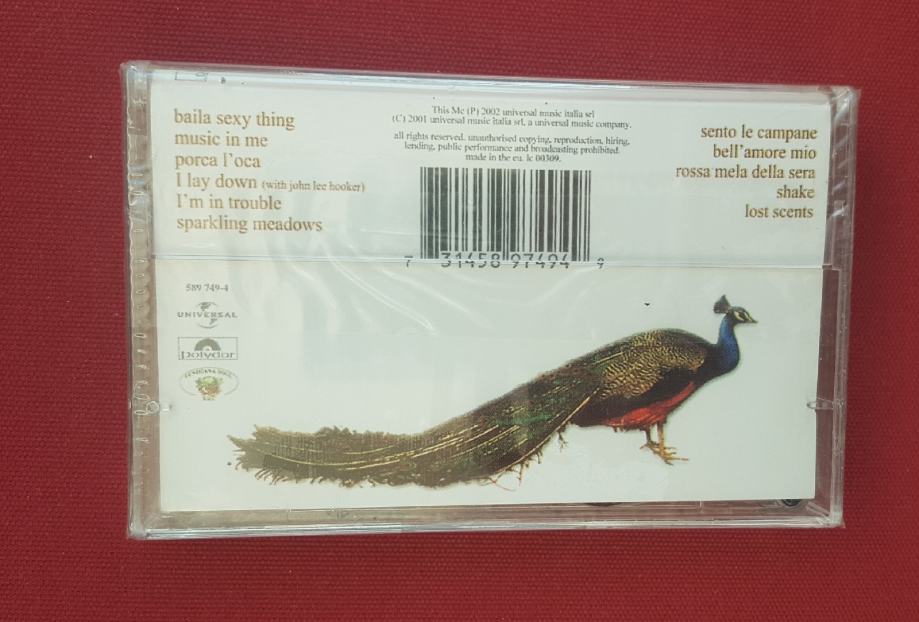 baila sexy thing
music in me
porca l'oca
I lay down (with john lee hooker)
I'm in trouble
sparkling meadows
This Mc (P) 2002 universal music italia srl
(C) 2001 universal music italia srl, a universal music company.
all rights reserved. unauthorised copying, reproduction, hiring,
lending, public performance and broadcasting prohibited.
made in the eu. lc 00309.
7 31458 97494 9
sento le campane
bell'amore mio
rossa mela della sera
shake
lost scents
589 749-4
UNIVERSAL
polydor